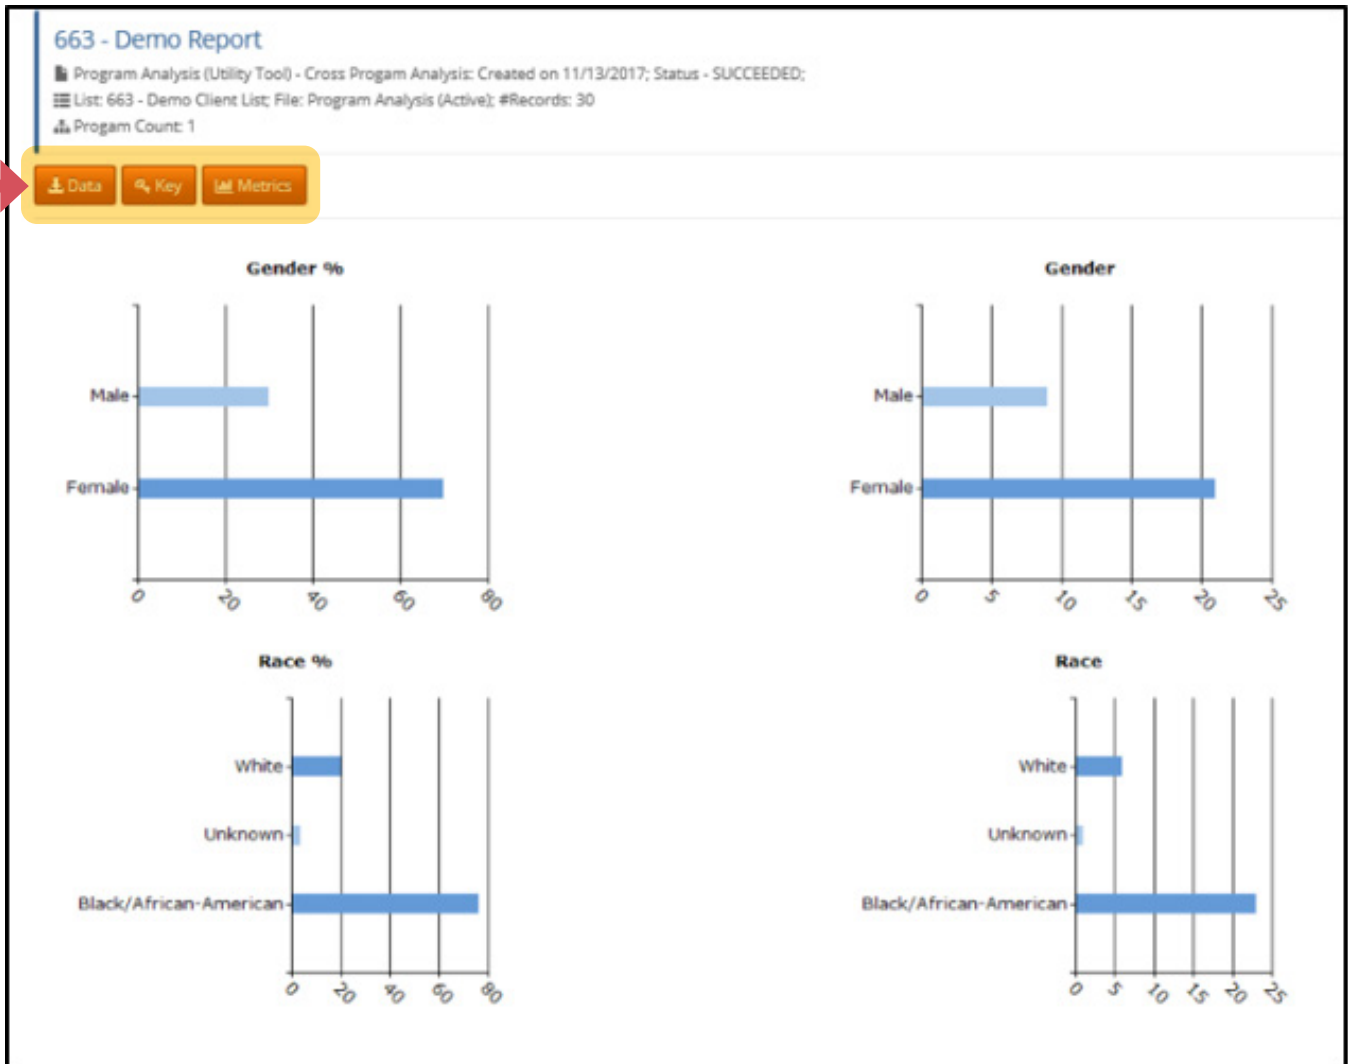 663 - Demo Report
Program Analysis (Utility Tool) - Cross Progam Analysis: Created on 11/13/2017; Status - SUCCEEDED;
List: 663 - Demo Client List; File: Program Analysis (Active); #Records: 30
Progam Count: 1
Data Key Metrics
Gender %
Male
Female
0 20 40 60 80
Gender
Male
Female
0 5 10 15 20 25
Race %
White
Unknown
Black/African-American
0 20 40 60 80
Race
White
Unknown
Black/African-American
0 5 10 15 20 25